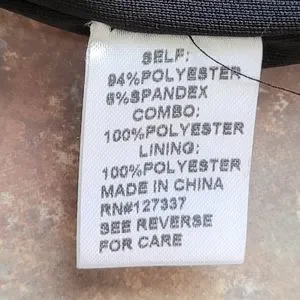 SELF:
94%POLYESTER
6%SPANDEX
COMBO:
100%POLYESTER
LINING:
100%POLYESTER
MADE IN CHINA
RN#127337
SEE REVERSE
FOR CARE